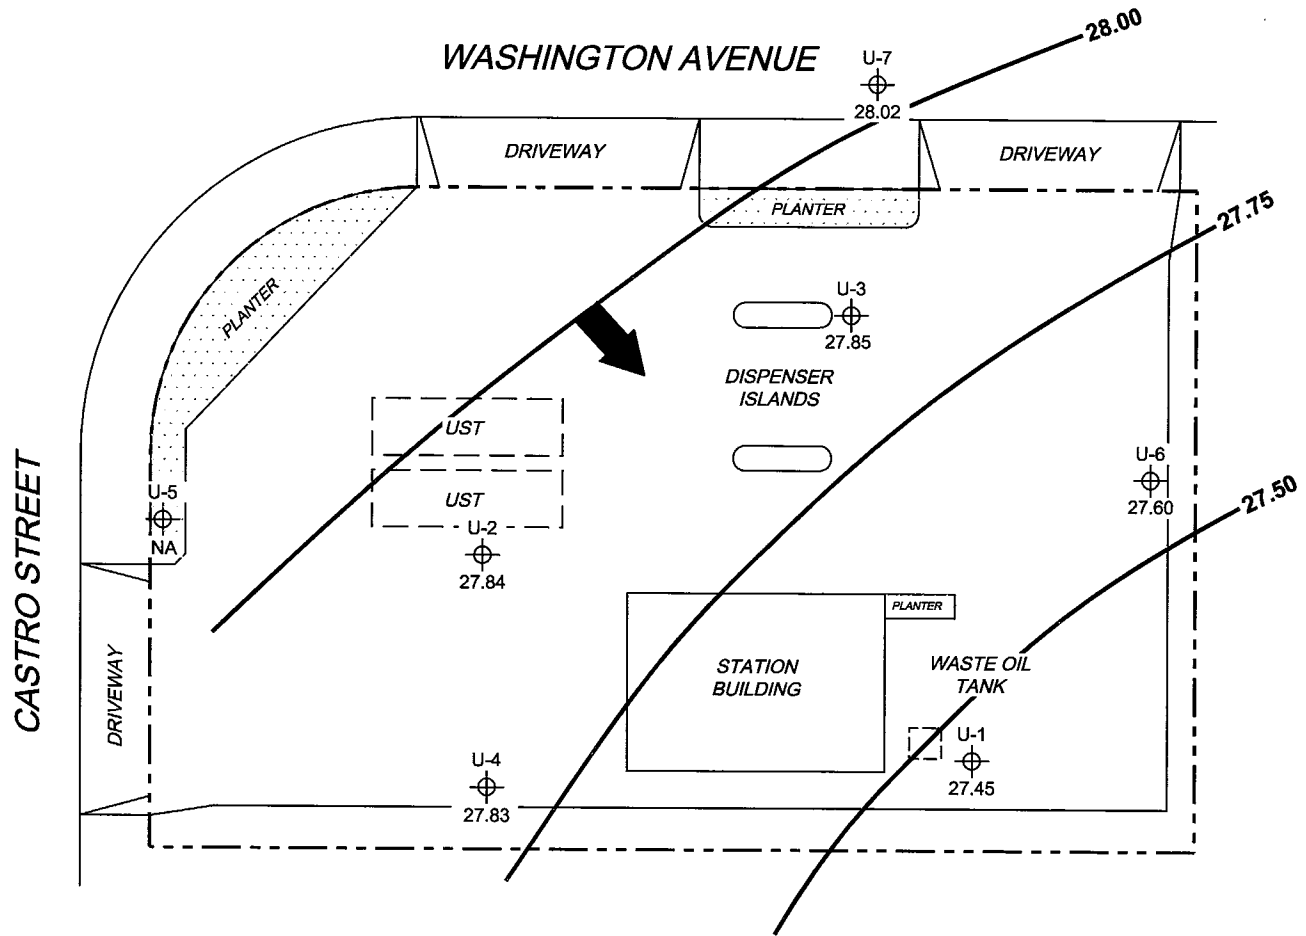 28.00
WASHINGTON AVENUE
U-7
28.02
DRIVEWAY
DRIVEWAY
PLANTER
27.75
PLANTER
U-3
27.85
DISPENSER
ISLANDS
UST
UST
U-2
27.84
U-5
NA
U-6
27.60
27.50
CASTRO STREET
DRIVEWAY
PLANTER
STATION
BUILDING
WASTE OIL
TANK
U-1
27.45
U-4
27.83